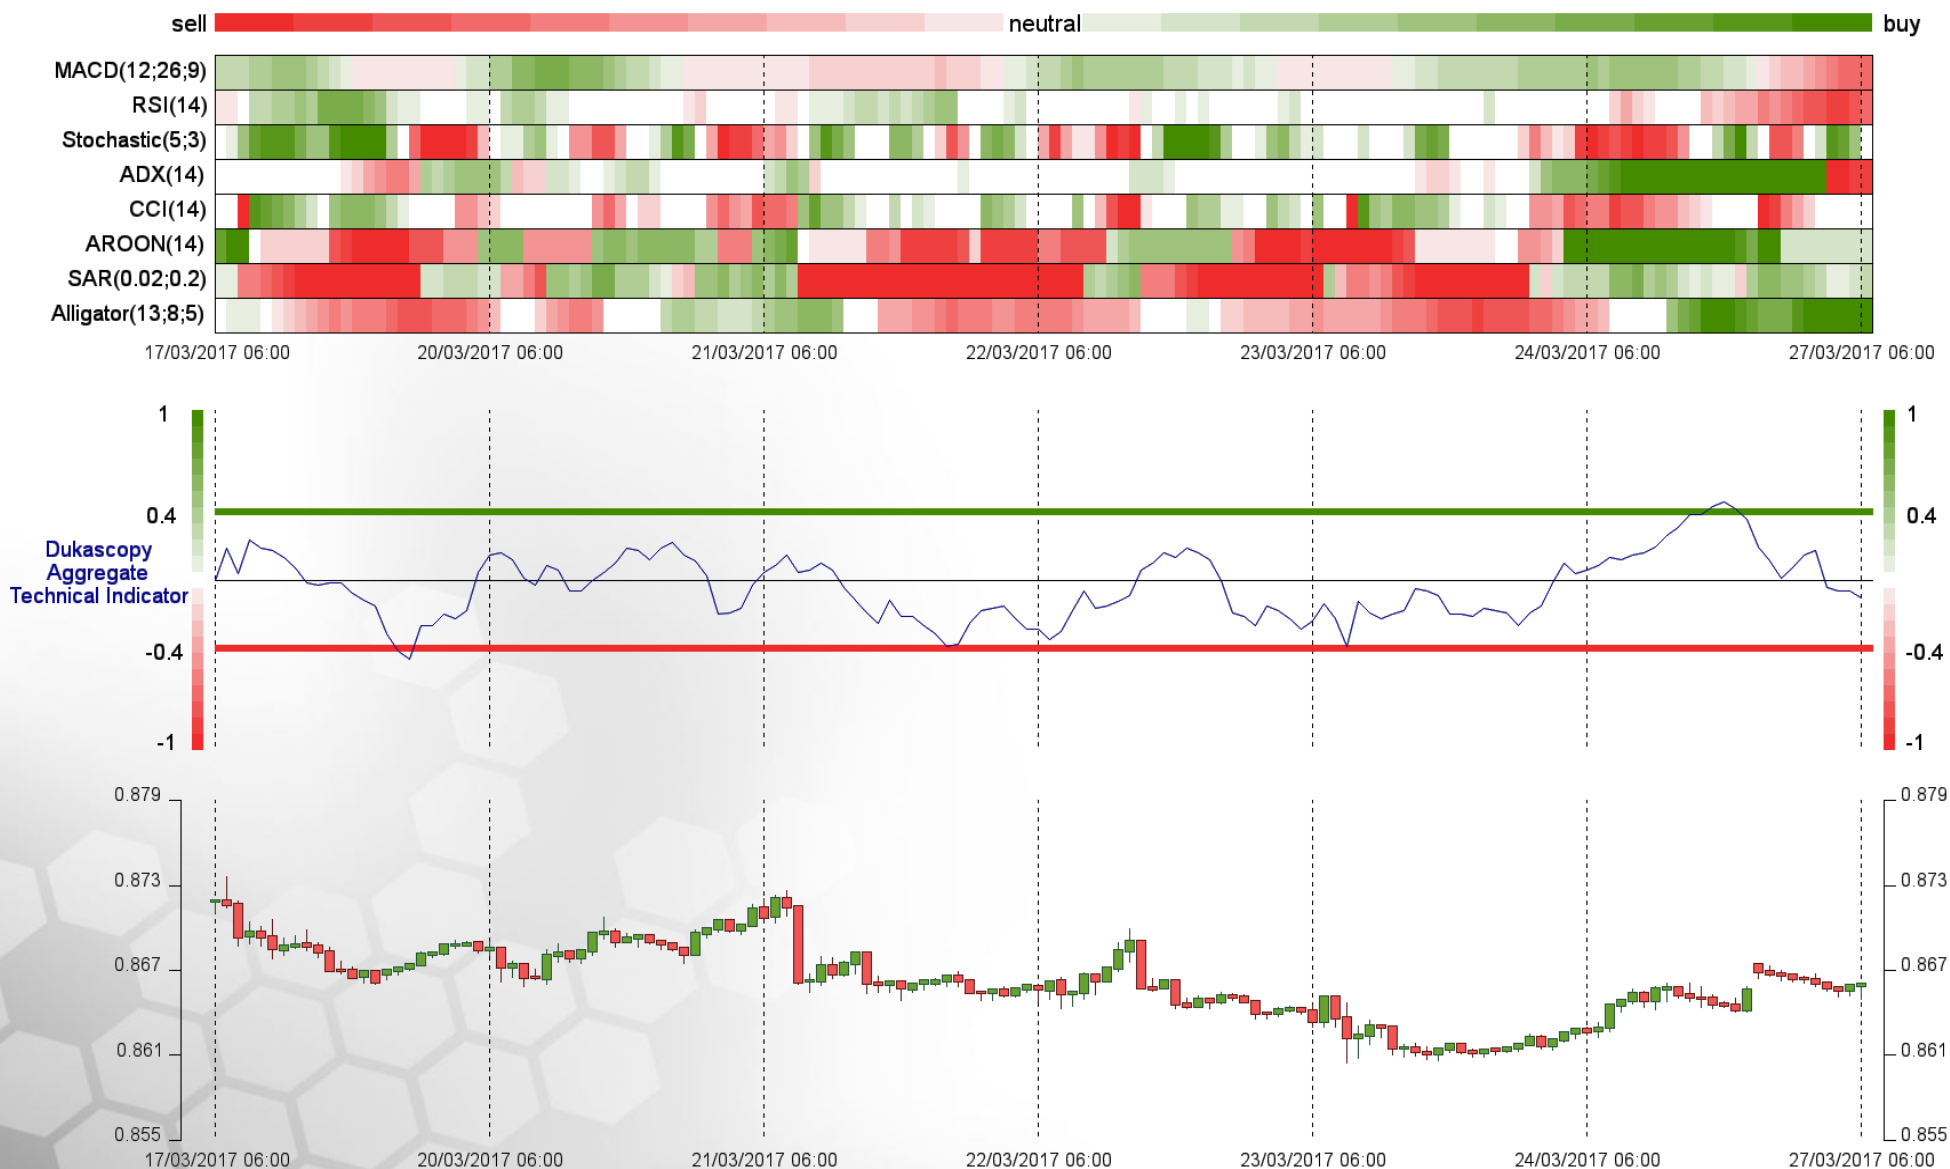 sell neutral buy
MACD(12;26;9)
RSI(14)
Stochastic(5;3)
ADX(14)
CCI(14)
AROON(14)
SAR(0.02;0.2)
Alligator(13;8;5)
17/03/2017 06:00 20/03/2017 06:00 21/03/2017 06:00 22/03/2017 06:00 23/03/2017 06:00 24/03/2017 06:00 27/03/2017 06:00
1 1
0.4 0.4
Dukascopy
Aggregate
Technical Indicator
-0.4 -0.4
-1 -1
0.879 0.879
0.873 0.873
0.867 0.867
0.861 0.861
0.855 0.855
17/03/2017 06:00 20/03/2017 06:00 21/03/2017 06:00 22/03/2017 06:00 23/03/2017 06:00 24/03/2017 06:00 27/03/2017 06:00